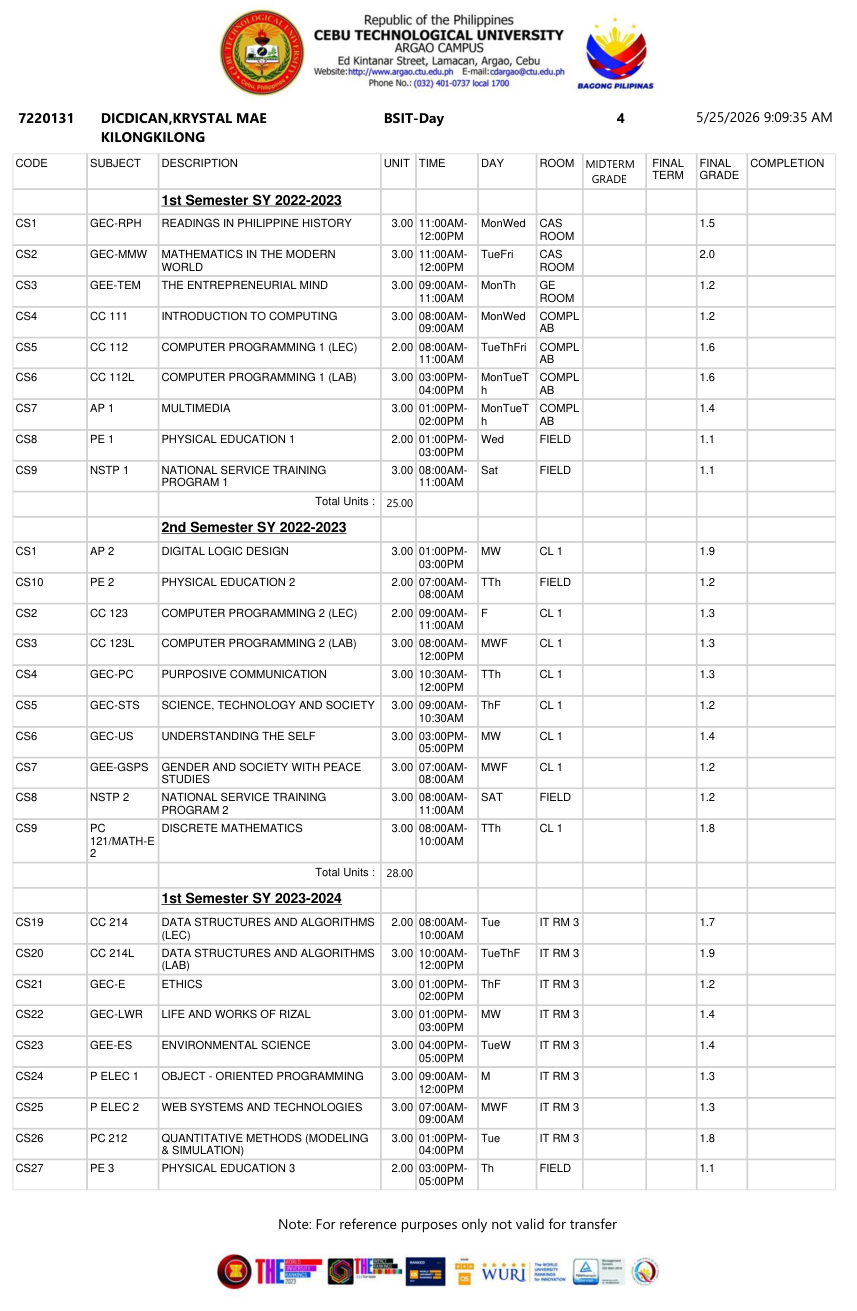 Republic of the Philippines
CEBU TECHNOLOGICAL UNIVERSITY
ARGAO CAMPUS
Ed Kintanar Street, Lamacan, Argao, Cebu
Website:http://www.argao.ctu.edu.ph E-mail:cdargao@ctu.edu.ph
Phone No.: (032) 401-0737 local 1700
BAGONG PILIPINAS
7220131 DICDICAN,KRYSTAL MAE BSIT-Day 4 5/25/2026 9:09:35 AM
KILONGKILONG
CODE SUBJECT DESCRIPTION UNIT TIME DAY ROOM MIDTERM FINAL FINAL COMPLETION
GRADE TERM GRADE
1st Semester SY 2022-2023
CS1 GEC-RPH READINGS IN PHILIPPINE HISTORY 3.00 11:00AM- MonWed CAS 1.5
12:00PM ROOM
CS2 GEC-MMW MATHEMATICS IN THE MODERN 3.00 11:00AM- TueFri CAS 2.0
WORLD 12:00PM ROOM
CS3 GEE-TEM THE ENTREPRENEURIAL MIND 3.00 09:00AM- MonTh GE 1.2
11:00AM ROOM
CS4 CC 111 INTRODUCTION TO COMPUTING 3.00 08:00AM- MonWed COMPL 1.2
09:00AM AB
CS5 CC 112 COMPUTER PROGRAMMING 1 (LEC) 2.00 08:00AM- TueThFri COMPL 1.6
11:00AM AB
CS6 CC 112L COMPUTER PROGRAMMING 1 (LAB) 3.00 03:00PM- MonTueT COMPL 1.6
04:00PM h AB
CS7 AP 1 MULTIMEDIA 3.00 01:00PM- MonTueT COMPL 1.4
02:00PM h AB
CS8 PE 1 PHYSICAL EDUCATION 1 2.00 01:00PM- Wed FIELD 1.1
03:00PM
CS9 NSTP 1 NATIONAL SERVICE TRAINING 3.00 08:00AM- Sat FIELD 1.1
PROGRAM 1 11:00AM
Total Units : 25.00
2nd Semester SY 2022-2023
CS1 AP 2 DIGITAL LOGIC DESIGN 3.00 01:00PM- MW CL 1 1.9
03:00PM
CS10 PE 2 PHYSICAL EDUCATION 2 2.00 07:00AM- TTh FIELD 1.2
08:00AM
CS2 CC 123 COMPUTER PROGRAMMING 2 (LEC) 2.00 09:00AM- F CL 1 1.3
11:00AM
CS3 CC 123L COMPUTER PROGRAMMING 2 (LAB) 3.00 08:00AM- MWF CL 1 1.3
12:00PM
CS4 GEC-PC PURPOSIVE COMMUNICATION 3.00 10:30AM- TTh CL 1 1.3
12:00PM
CS5 GEC-STS SCIENCE, TECHNOLOGY AND SOCIETY 3.00 09:00AM- ThF CL 1 1.2
10:30AM
CS6 GEC-US UNDERSTANDING THE SELF 3.00 03:00PM- MW CL 1 1.4
05:00PM
CS7 GEE-GSPS GENDER AND SOCIETY WITH PEACE 3.00 07:00AM- MWF CL 1 1.2
STUDIES 08:00AM
CS8 NSTP 2 NATIONAL SERVICE TRAINING 3.00 08:00AM- SAT FIELD 1.2
PROGRAM 2 11:00AM
CS9 PC DISCRETE MATHEMATICS 3.00 08:00AM- TTh CL 1 1.8
121/MATH-E 10:00AM
2
Total Units : 28.00
1st Semester SY 2023-2024
CS19 CC 214 DATA STRUCTURES AND ALGORITHMS 2.00 08:00AM- Tue IT RM 3 1.7
(LEC) 10:00AM
CS20 CC 214L DATA STRUCTURES AND ALGORITHMS 3.00 10:00AM- TueThF IT RM 3 1.9
(LAB) 12:00PM
CS21 GEC-E ETHICS 3.00 01:00PM- ThF IT RM 3 1.2
02:00PM
CS22 GEC-LWR LIFE AND WORKS OF RIZAL 3.00 01:00PM- MW IT RM 3 1.4
03:00PM
CS23 GEE-ES ENVIRONMENTAL SCIENCE 3.00 04:00PM- TueW IT RM 3 1.4
05:00PM
CS24 P ELEC 1 OBJECT - ORIENTED PROGRAMMING 3.00 09:00AM- M IT RM 3 1.3
12:00PM
CS25 P ELEC 2 WEB SYSTEMS AND TECHNOLOGIES 3.00 07:00AM- MWF IT RM 3 1.3
09:00AM
CS26 PC 212 QUANTITATIVE METHODS (MODELING 3.00 01:00PM- Tue IT RM 3 1.8
& SIMULATION) 04:00PM
CS27 PE 3 PHYSICAL EDUCATION 3 2.00 03:00PM- Th FIELD 1.1
05:00PM
Note: For reference purposes only not valid for transfer
THE WURI